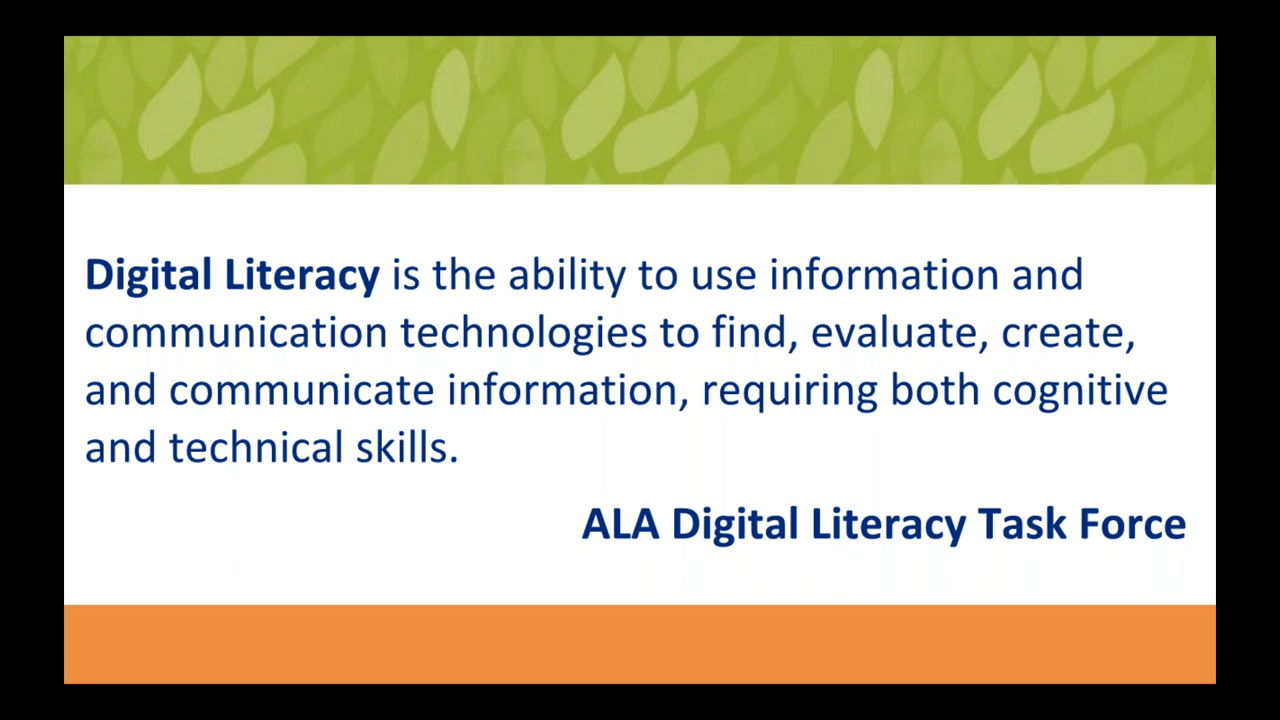 Digital Literacy is the ability to use information and
communication technologies to find, evaluate, create,
and communicate information, requiring both cognitive
and technical skills.
ALA Digital Literacy Task Force